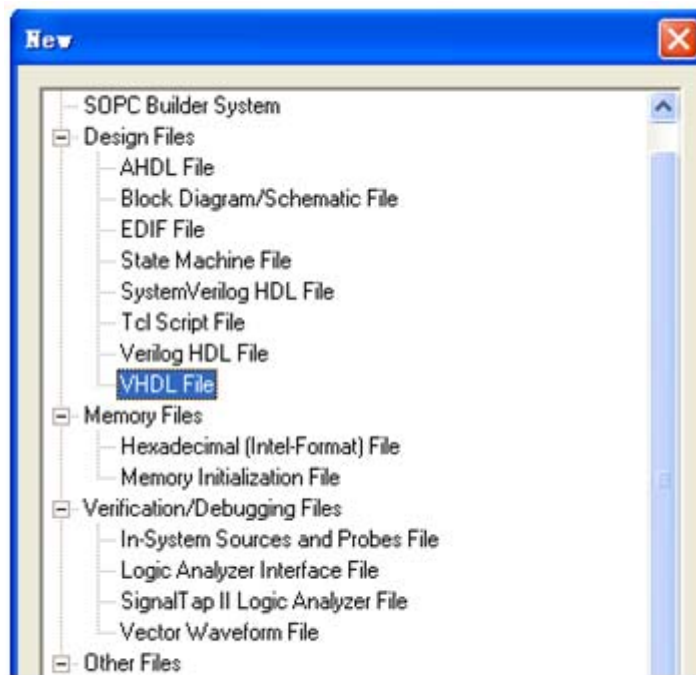 New
SOPC Builder System
Design Files
AHDL File
Block Diagram/Schematic File
EDIF File
State Machine File
SystemVerilog HDL File
Tcl Script File
Verilog HDL File
VHDL File
Memory Files
Hexadecimal (Intel-Format) File
Memory Initialization File
Verification/Debugging Files
In-System Sources and Probes File
Logic Analyzer Interface File
SignalTap II Logic Analyzer File
Vector Waveform File
Other Files